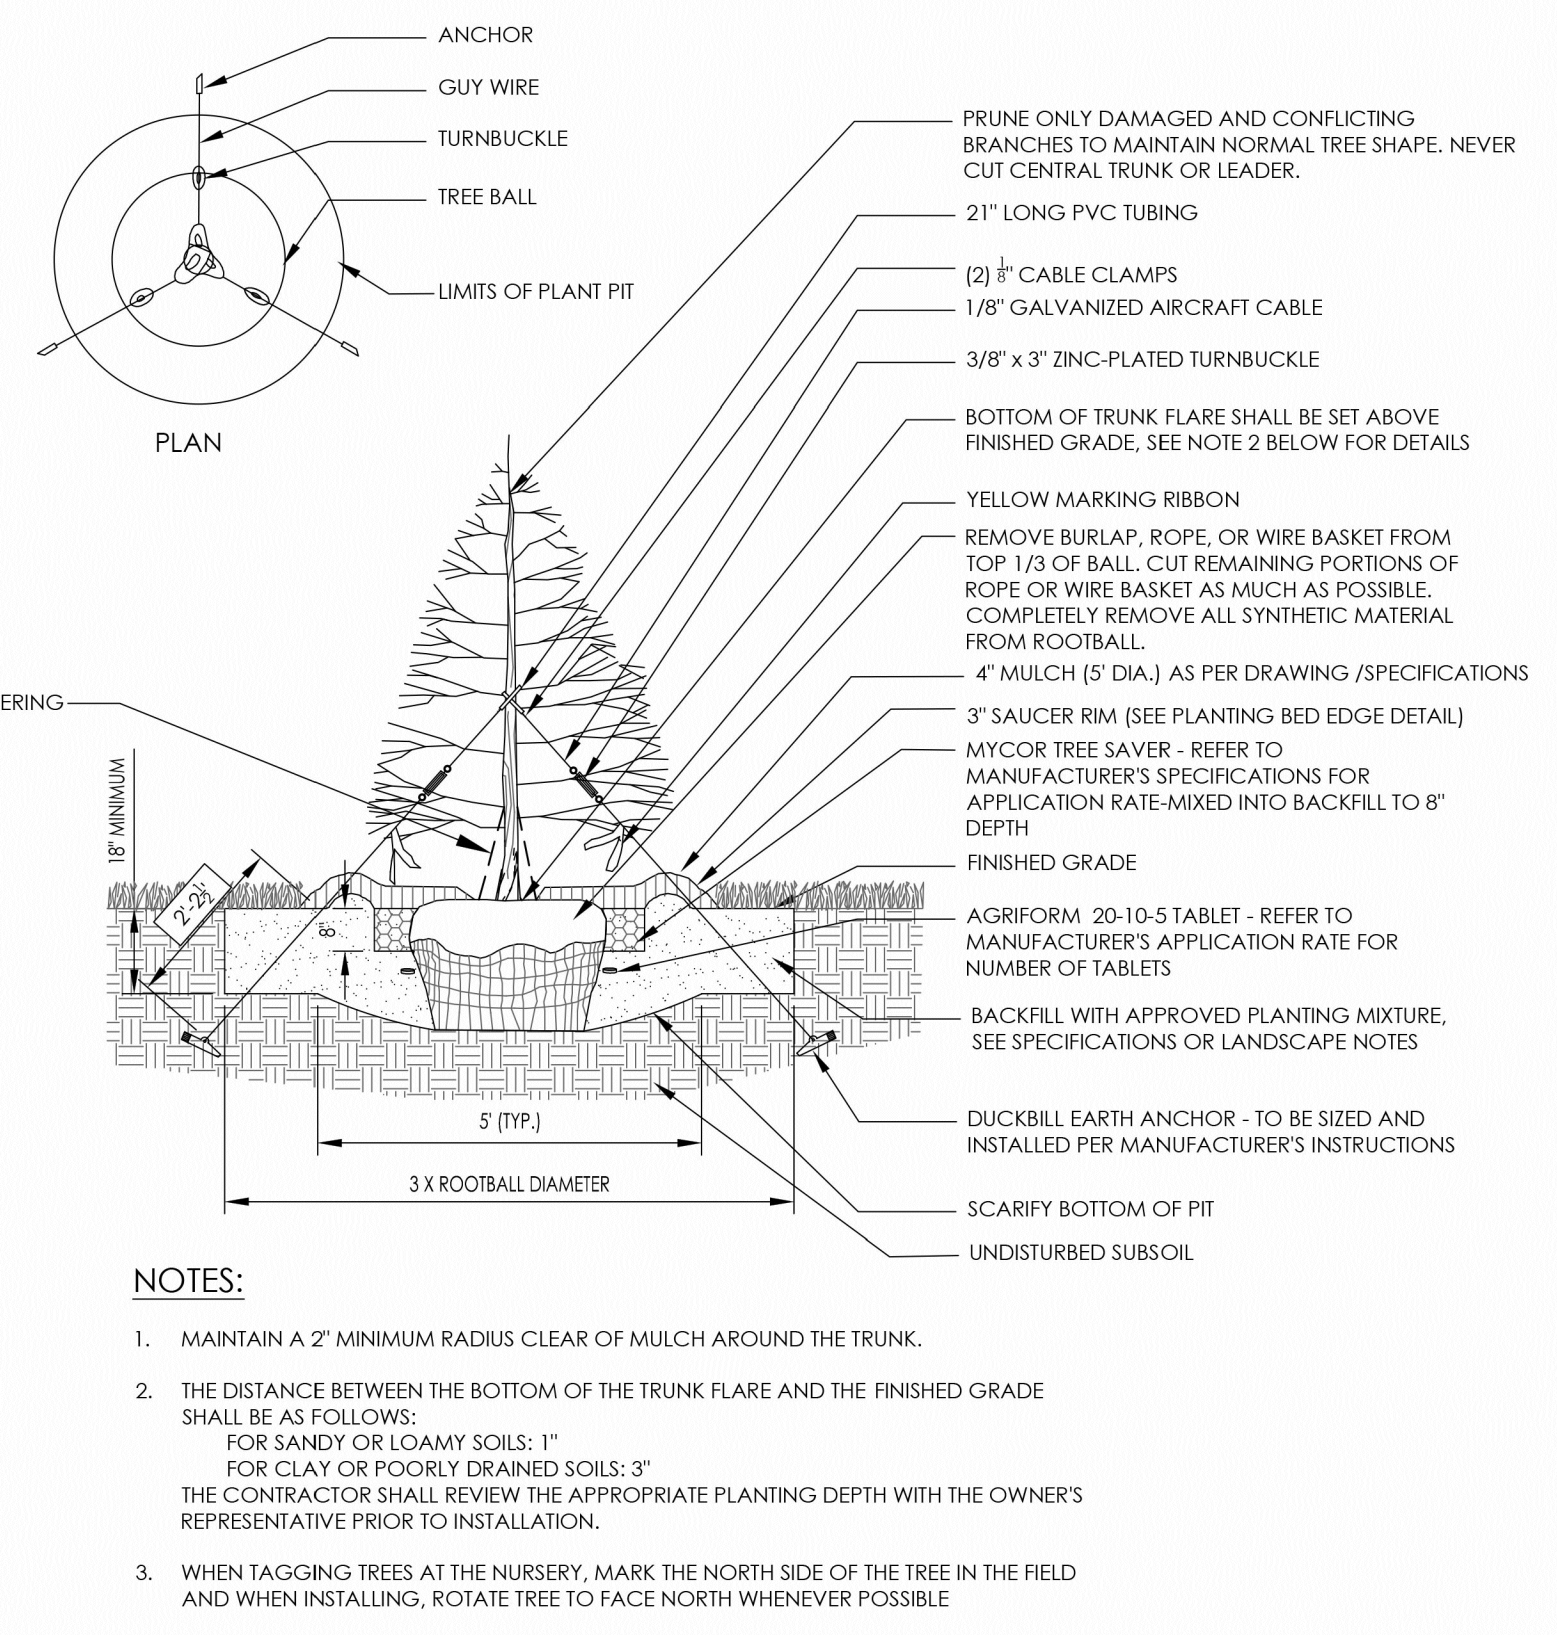 ANCHOR
GUY WIRE
TURNBUCKLE
TREE BALL
LIMITS OF PLANT PIT
PLAN
PRUNE ONLY DAMAGED AND CONFLICTING
BRANCHES TO MAINTAIN NORMAL TREE SHAPE. NEVER
CUT CENTRAL TRUNK OR LEADER.
21" LONG PVC TUBING
(2) 1/8" CABLE CLAMPS
1/8" GALVANIZED AIRCRAFT CABLE
3/8" x 3" ZINC-PLATED TURNBUCKLE
BOTTOM OF TRUNK FLARE SHALL BE SET ABOVE
FINISHED GRADE, SEE NOTE 2 BELOW FOR DETAILS
YELLOW MARKING RIBBON
REMOVE BURLAP, ROPE, OR WIRE BASKET FROM
TOP 1/3 OF BALL. CUT REMAINING PORTIONS OF
ROPE OR WIRE BASKET AS MUCH AS POSSIBLE.
COMPLETELY REMOVE ALL SYNTHETIC MATERIAL
FROM ROOTBALL.
4" MULCH (5' DIA.) AS PER DRAWING /SPECIFICATIONS
3" SAUCER RIM (SEE PLANTING BED EDGE DETAIL)
MYCOR TREE SAVER - REFER TO
MANUFACTURER'S SPECIFICATIONS FOR
APPLICATION RATE-MIXED INTO BACKFILL TO 8"
DEPTH
FINISHED GRADE
AGRIFORM 20-10-5 TABLET - REFER TO
MANUFACTURER'S APPLICATION RATE FOR
NUMBER OF TABLETS
BACKFILL WITH APPROVED PLANTING MIXTURE,
SEE SPECIFICATIONS OR LANDSCAPE NOTES
DUCKBILL EARTH ANCHOR - TO BE SIZED AND
INSTALLED PER MANUFACTURER'S INSTRUCTIONS
SCARIFY BOTTOM OF PIT
UNDISTURBED SUBSOIL
ERING
18" MINIMUM
2'-2½"
8"
5' (TYP.)
3 X ROOTBALL DIAMETER
NOTES:
1. MAINTAIN A 2" MINIMUM RADIUS CLEAR OF MULCH AROUND THE TRUNK.
2. THE DISTANCE BETWEEN THE BOTTOM OF THE TRUNK FLARE AND THE FINISHED GRADE
SHALL BE AS FOLLOWS:
FOR SANDY OR LOAMY SOILS: 1"
FOR CLAY OR POORLY DRAINED SOILS: 3"
THE CONTRACTOR SHALL REVIEW THE APPROPRIATE PLANTING DEPTH WITH THE OWNER'S
REPRESENTATIVE PRIOR TO INSTALLATION.
3. WHEN TAGGING TREES AT THE NURSERY, MARK THE NORTH SIDE OF THE TREE IN THE FIELD
AND WHEN INSTALLING, ROTATE TREE TO FACE NORTH WHENEVER POSSIBLE